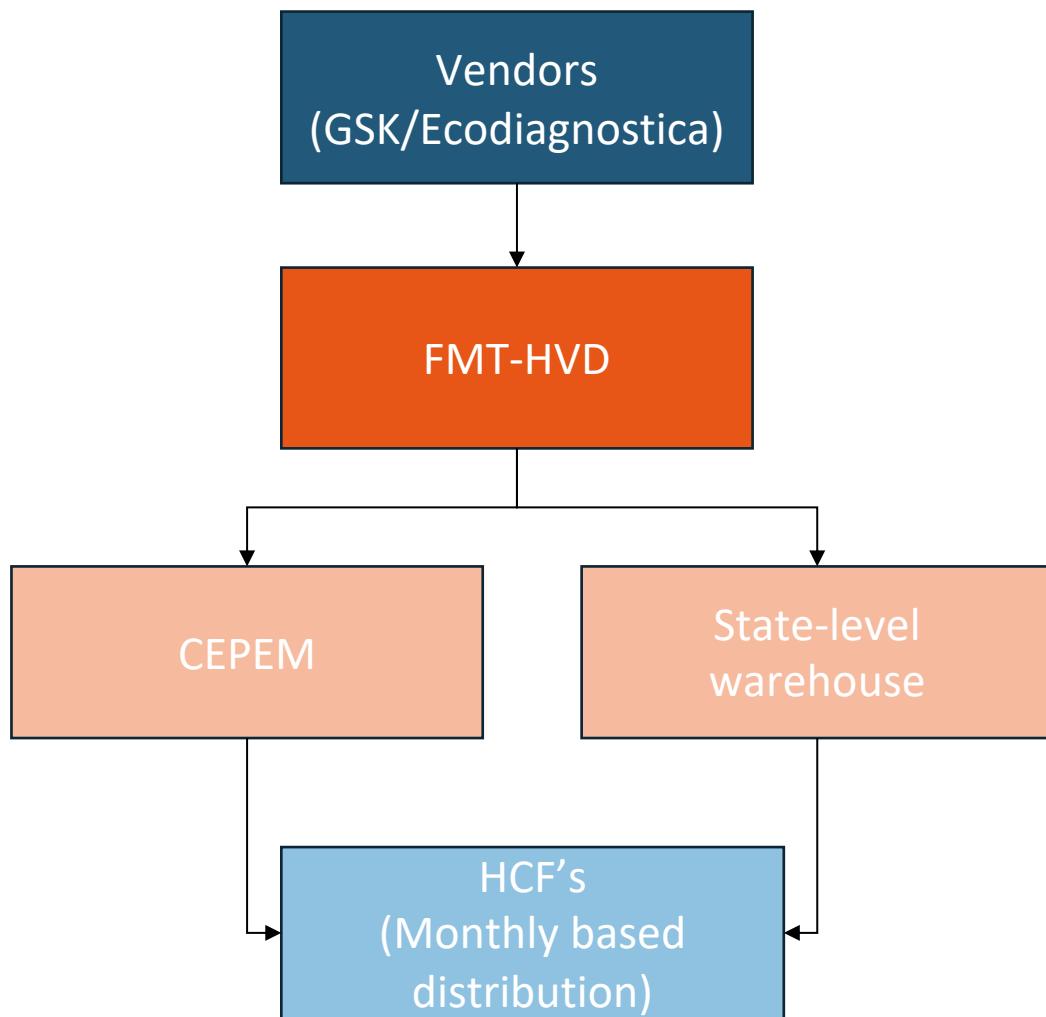 Vendors
(GSK/Ecodiagnostica)
FMT-HVD
CEPEM
State-level
warehouse
HCF’s
(Monthly based
distribution)